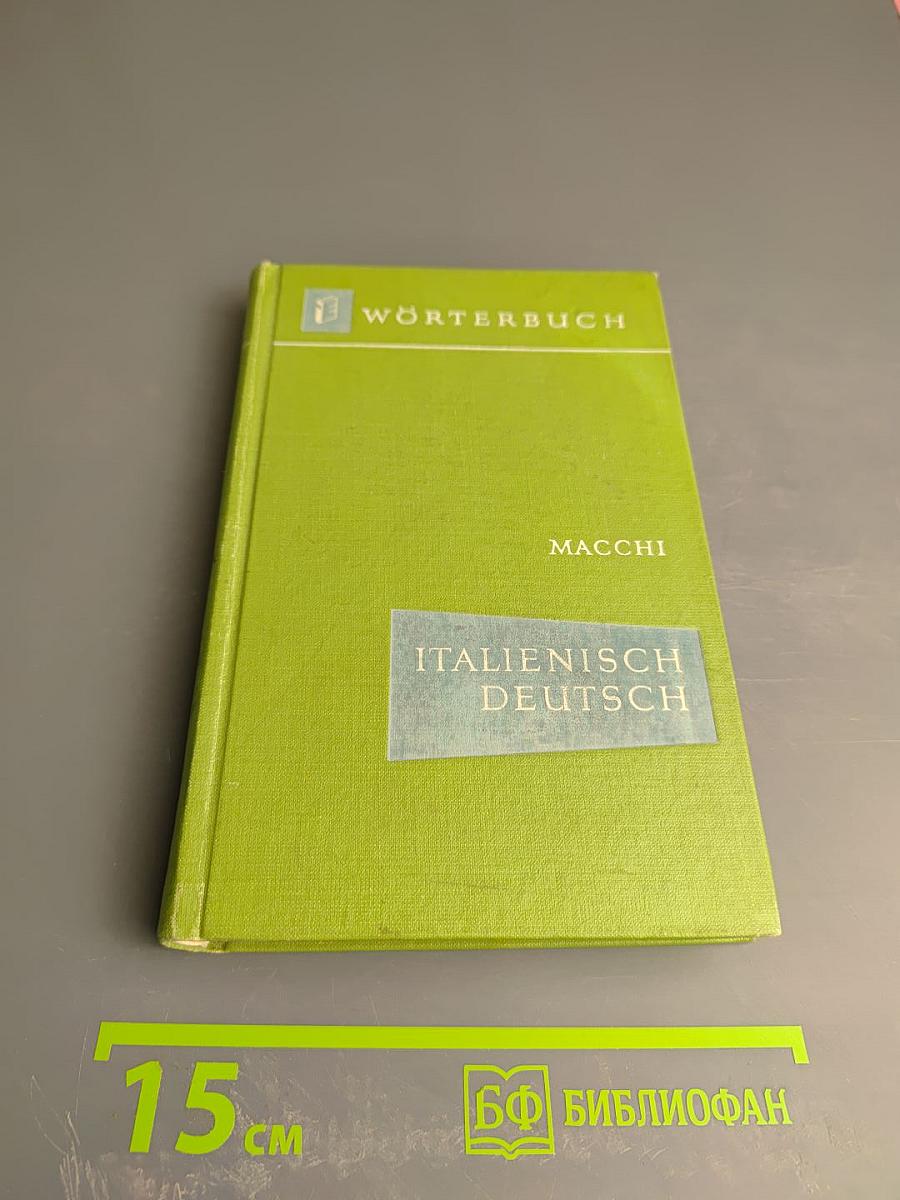 WÖRTERBUCH
MACCHI
ITALIENISCH
DEUTSCH
15 см
БФ БИБЛИОФАН